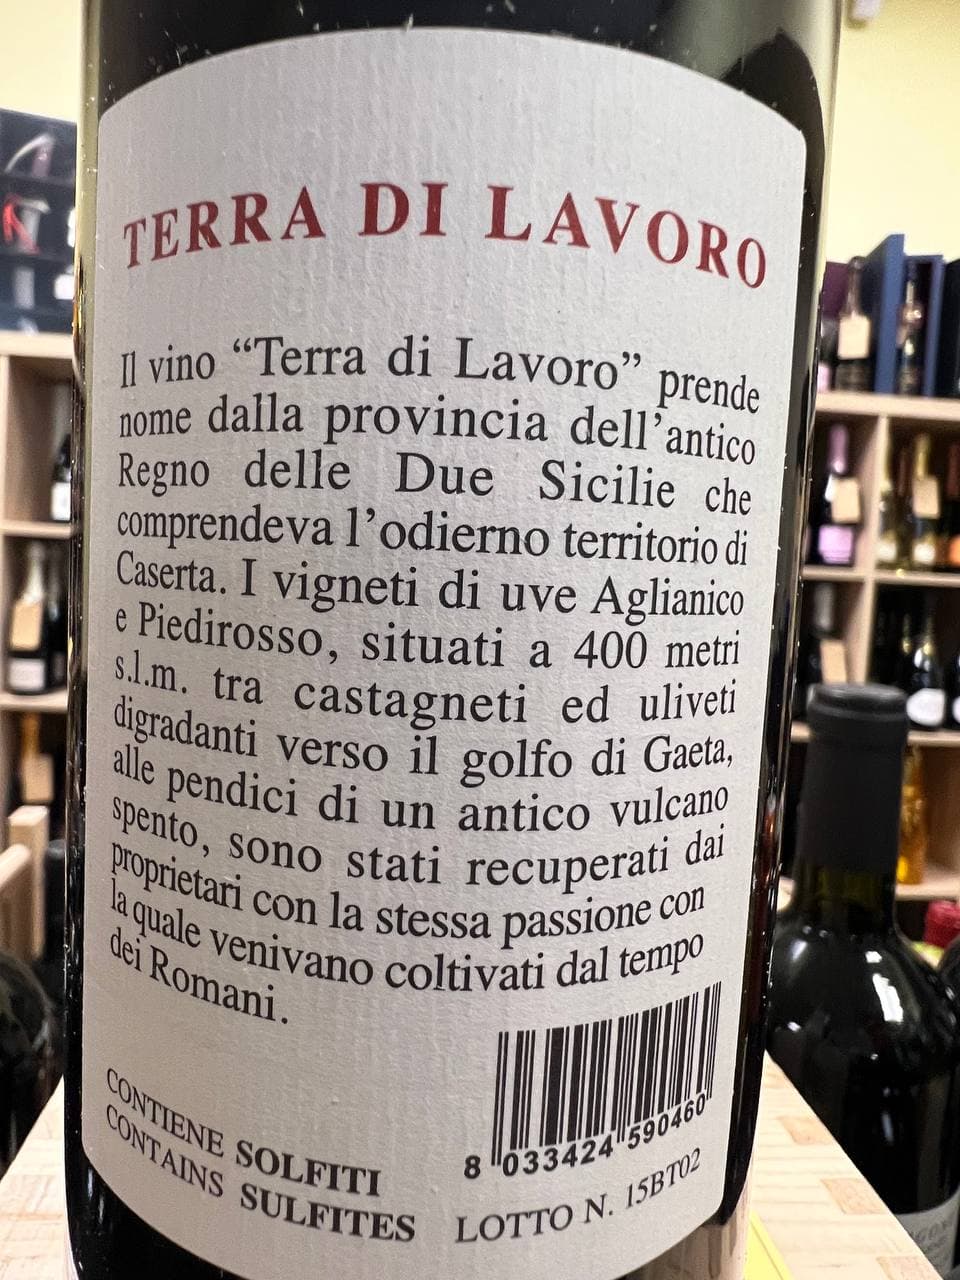 TERRA DI LAVORO
Il vino “Terra di Lavoro” prende
nome dalla provincia dell’antico
Regno delle Due Sicilie che
comprendeva l’odierno territorio di
Caserta. I vigneti di uve Aglianico
e Piedirosso, situati a 400 metri
s.l.m. tra castagneti ed uliveti
digradanti verso il golfo di Gaeta,
alle pendici di un antico vulcano
spento, sono stati recuperati dai
proprietari con la stessa passione con
la quale venivano coltivati dal tempo
dei Romani.
CONTIENE SOLFITI
CONTAINS SULFITES
8 033424 590460
LOTTO N. 15BT02